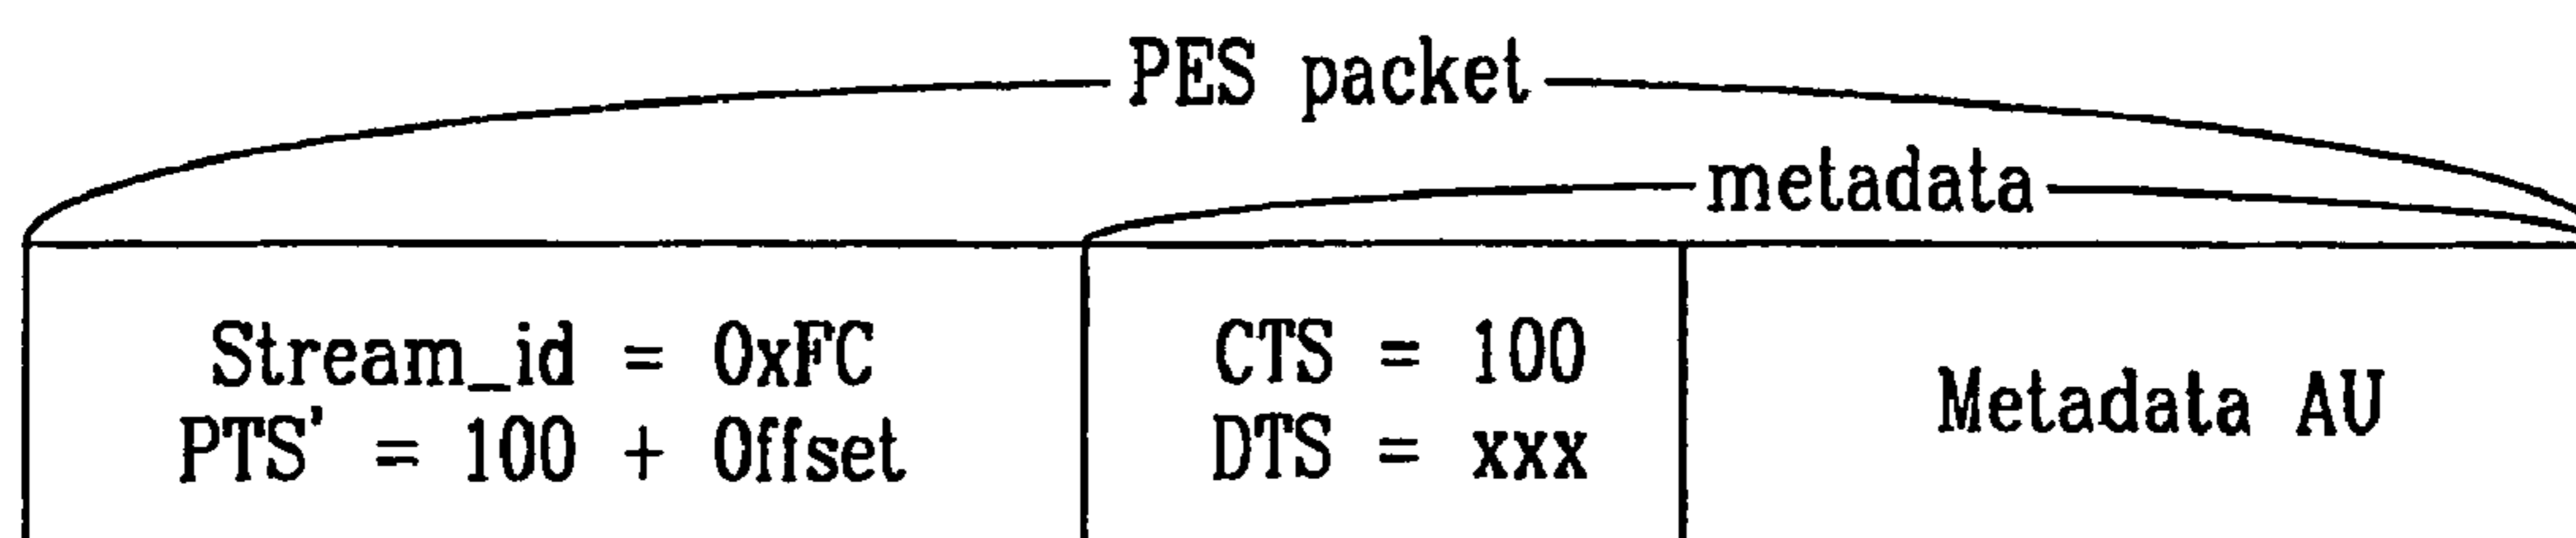 PES packet
metadata
Stream_id = 0xFC
PTS' = 100 + Offset
CTS = 100
DTS = xxx
Metadata AU